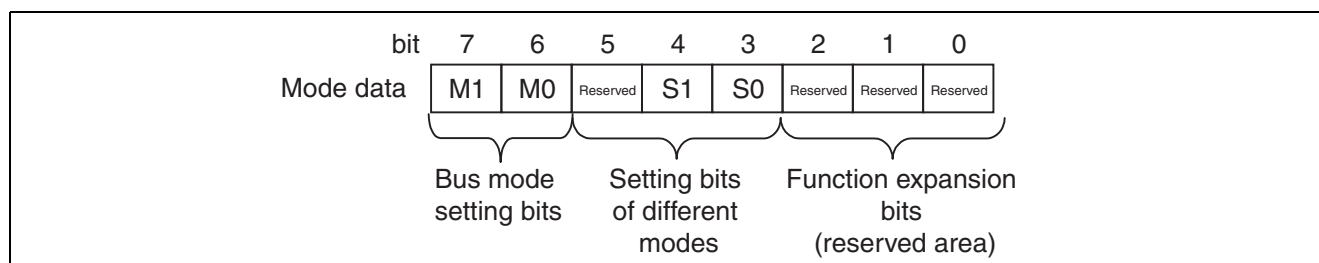 bit 7 6 5 4 3 2 1 0
Mode data M1 M0 Reserved S1 S0 Reserved Reserved Reserved
Bus mode
setting bits
Setting bits
of different
modes
Function expansion
bits
(reserved area)